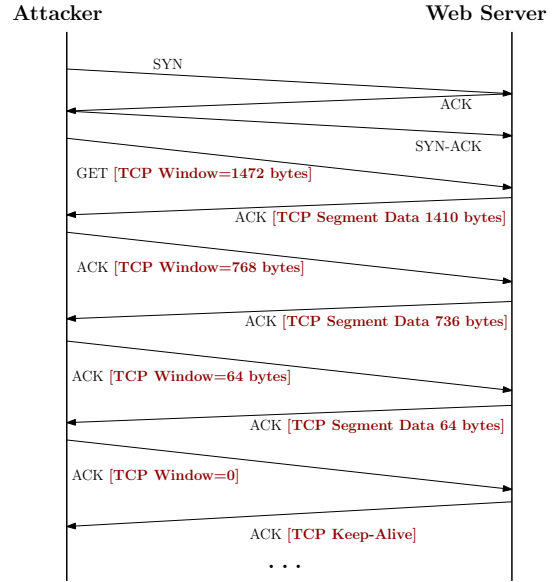 Attacker
Web Server
SYN
ACK
SYN-ACK
GET [TCP Window=1472 bytes]
ACK [TCP Segment Data 1410 bytes]
ACK [TCP Window=768 bytes]
ACK [TCP Segment Data 736 bytes]
ACK [TCP Window=64 bytes]
ACK [TCP Segment Data 64 bytes]
ACK [TCP Window=0]
ACK [TCP Keep-Alive]
. . .